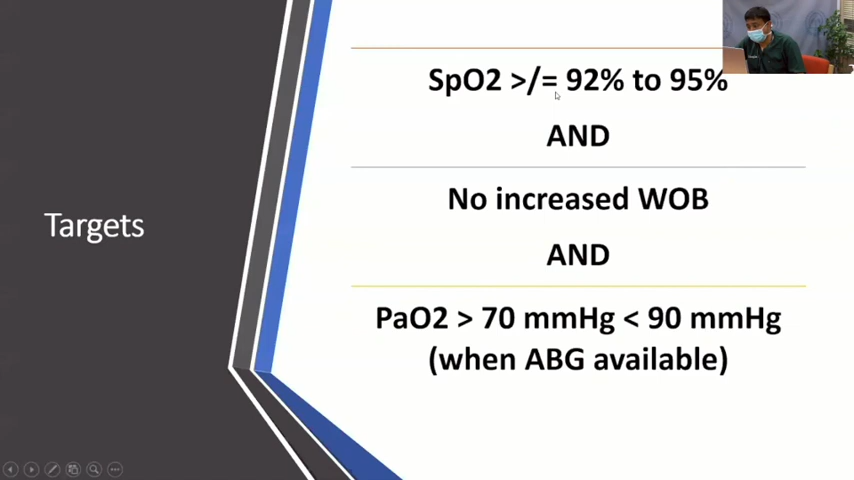 Targets
SpO2 >/= 92% to 95%
AND
No increased WOB
AND
PaO2 > 70 mmHg < 90 mmHg
(when ABG available)